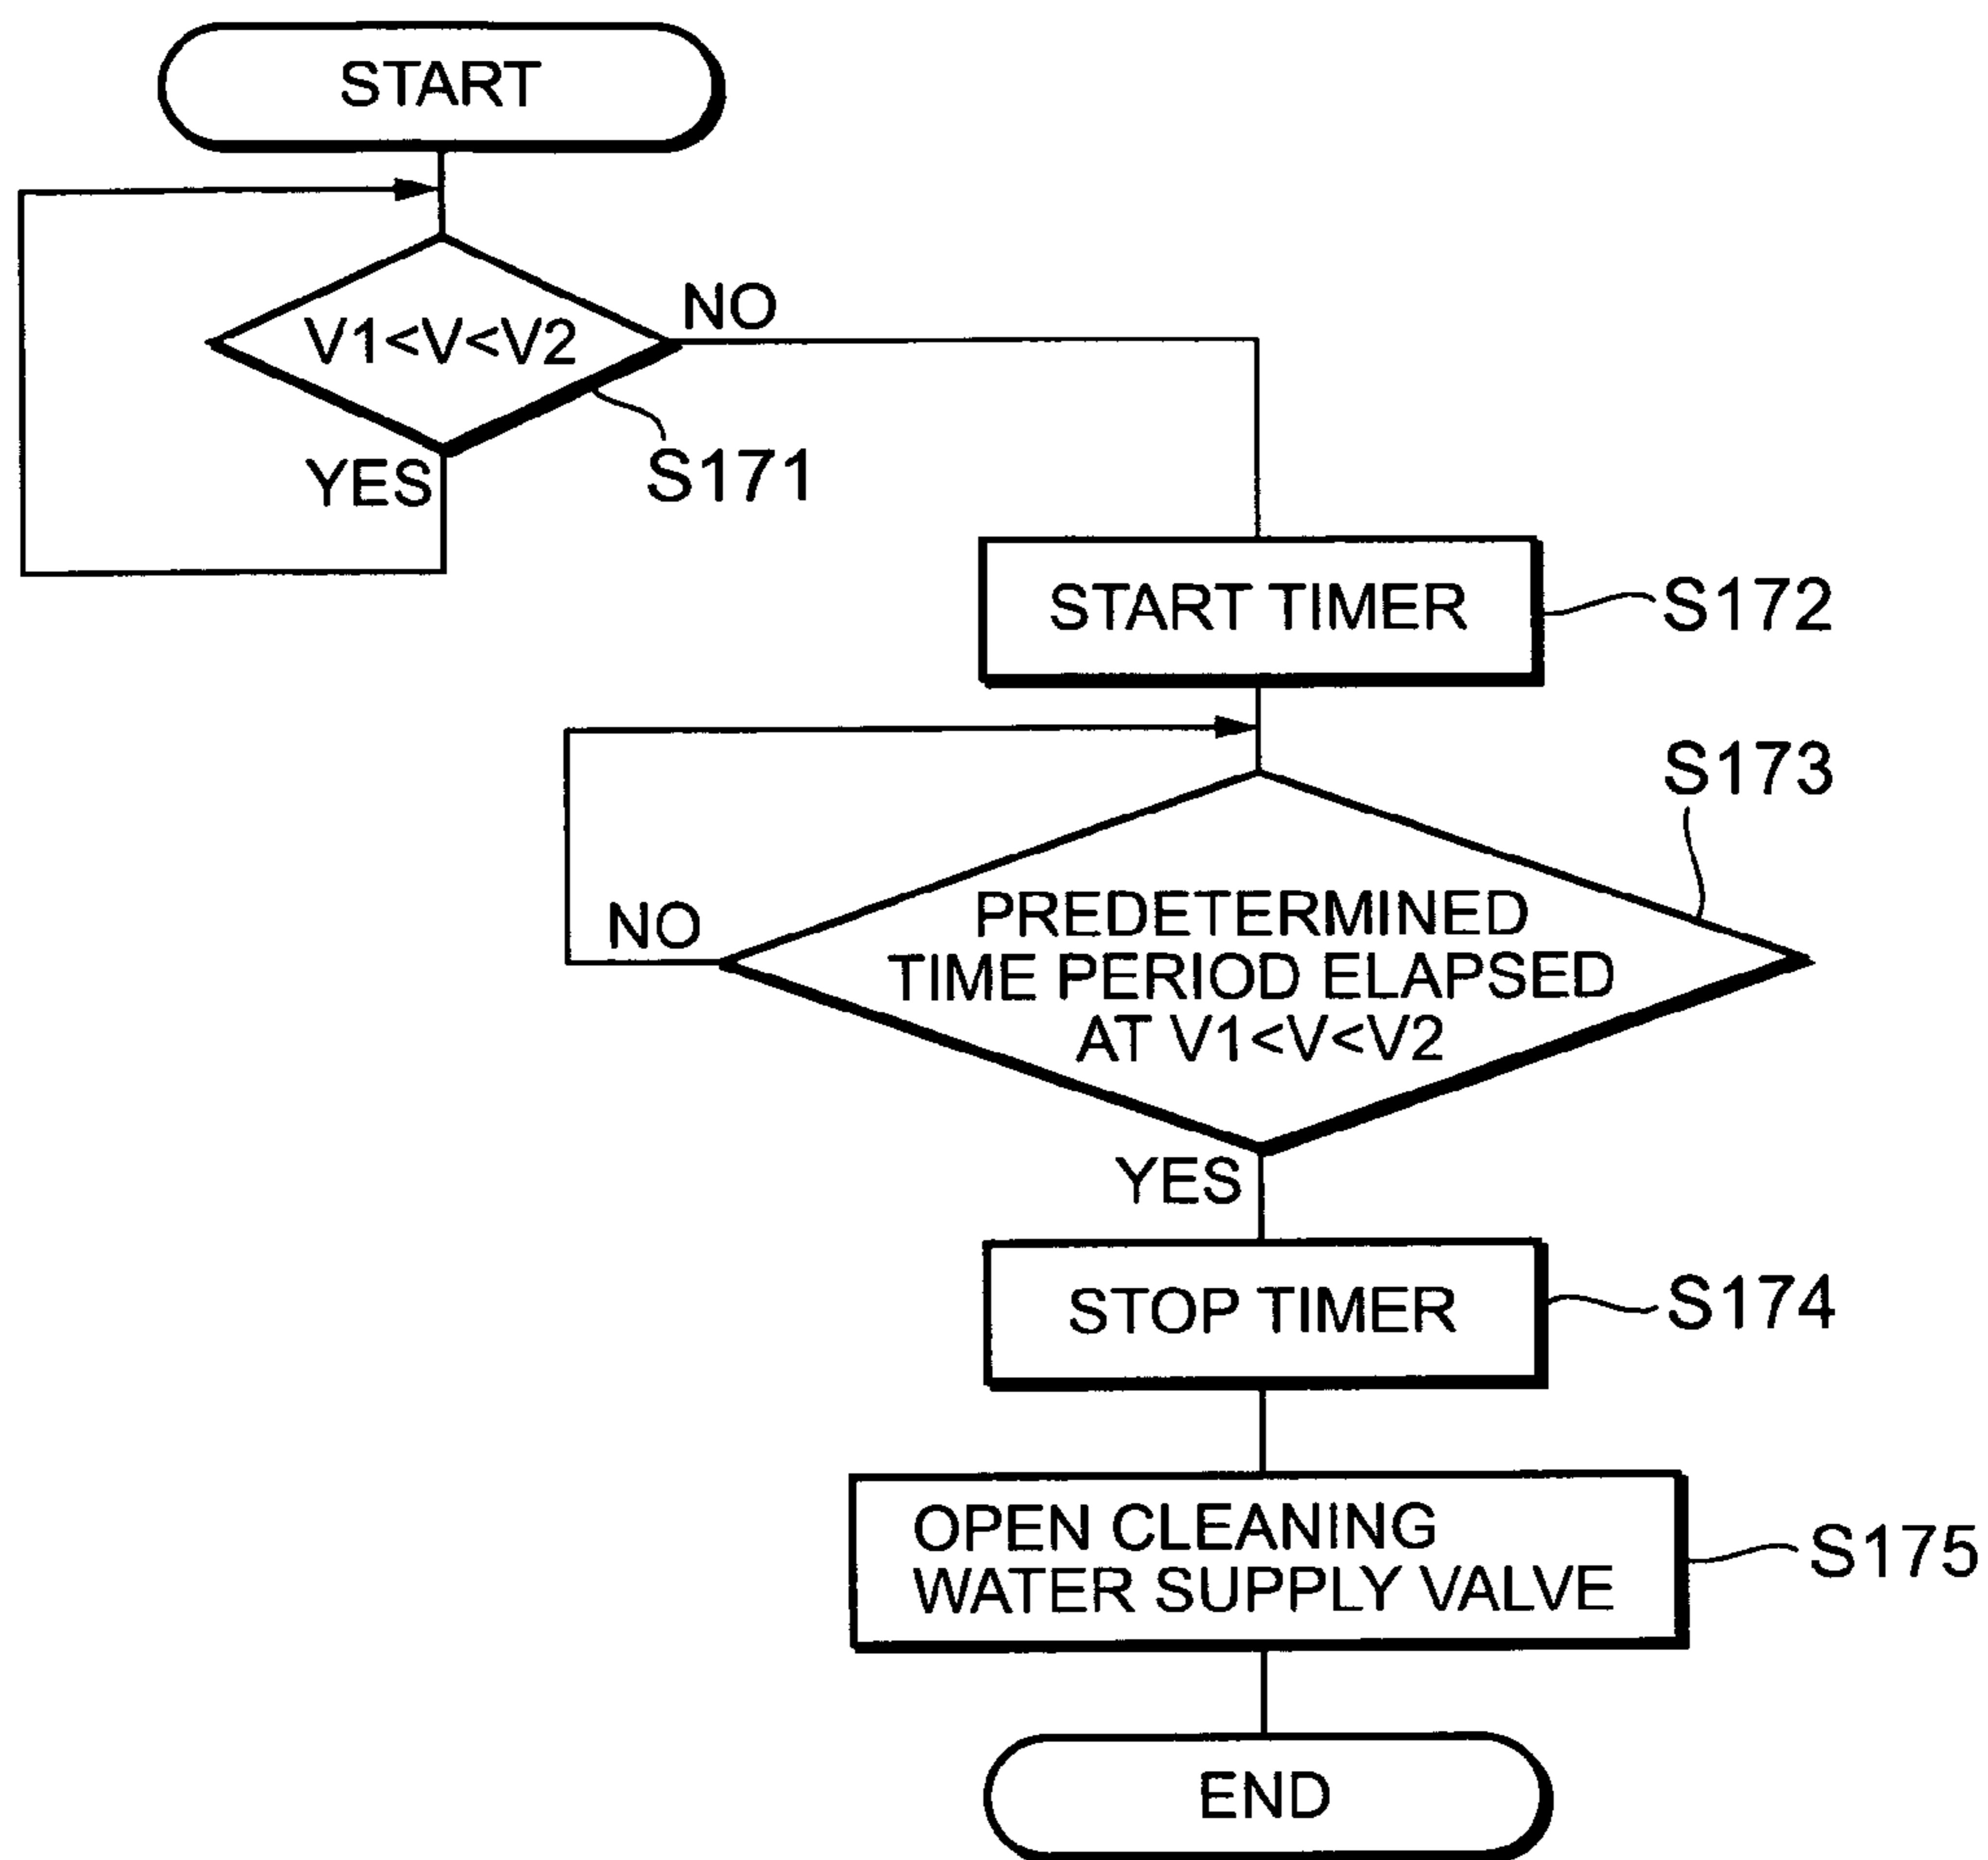 START
V1<V<V2
NO
YES
S171
START TIMER
S172
S173
NO
PREDETERMINED
TIME PERIOD ELAPSED
AT V1<V<V2
YES
STOP TIMER
S174
OPEN CLEANING
WATER SUPPLY VALVE
S175
END